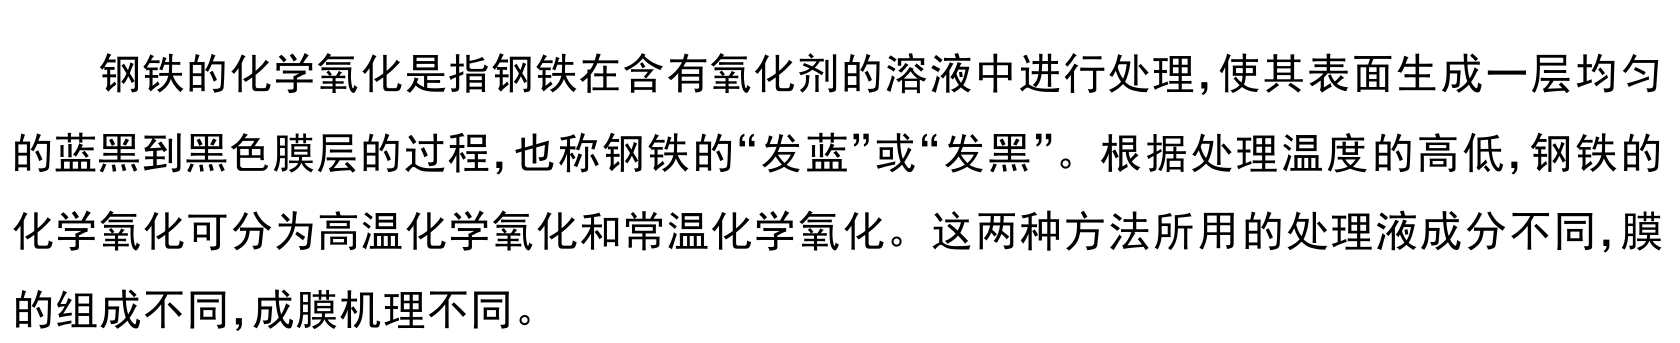 钢铁的化学氧化是指钢铁在含有氧化剂的溶液中进行处理,使其表面生成一层均匀
的蓝黑到黑色膜层的过程,也称钢铁的“发蓝”或“发黑”。根据处理温度的高低,钢铁的
化学氧化可分为高温化学氧化和常温化学氧化。这两种方法所用的处理液成分不同,膜
的组成不同,成膜机理不同。